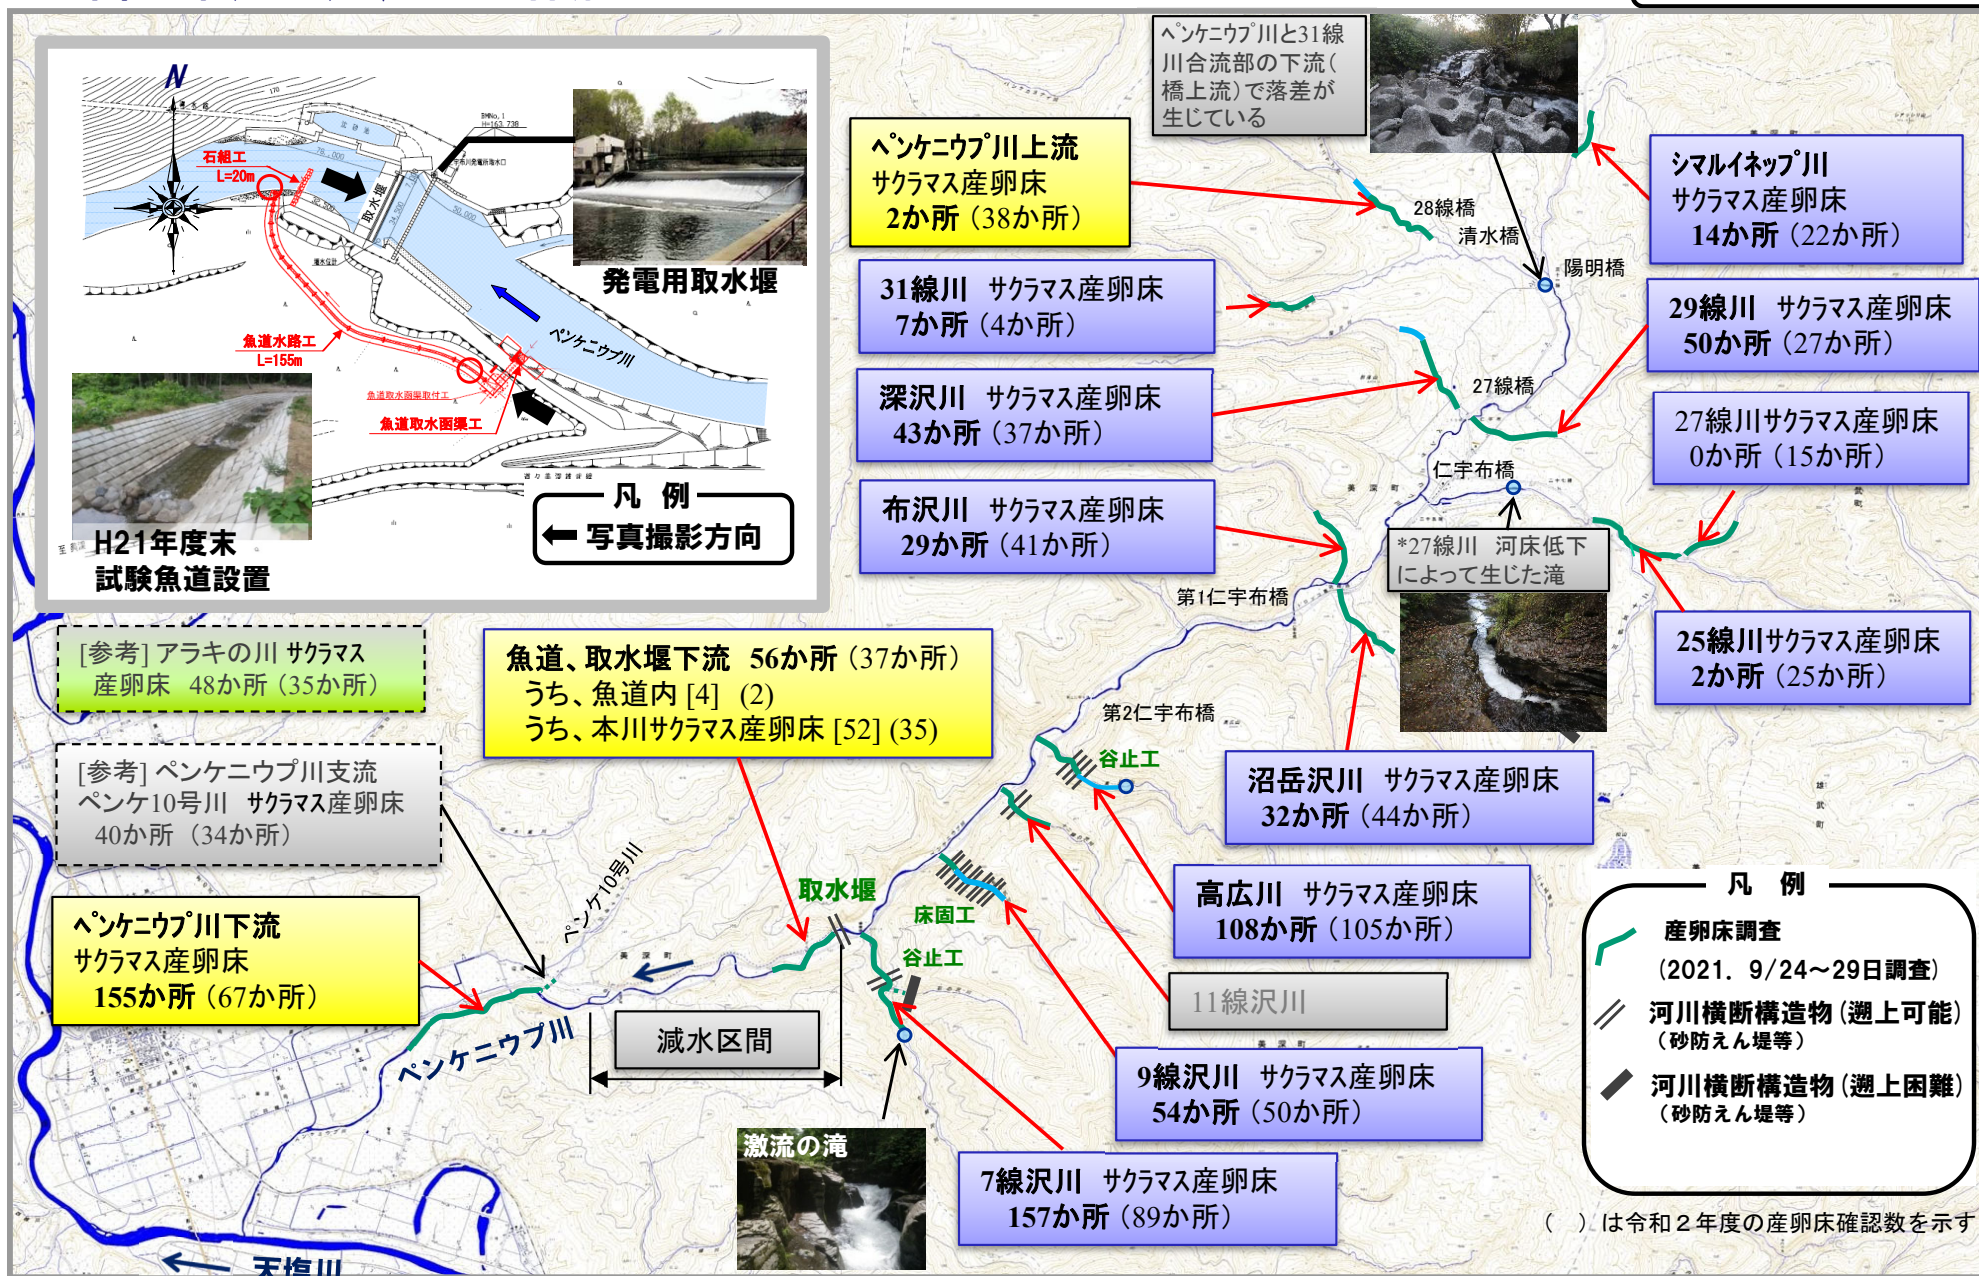 N
石組工
L=20m
取水堰
BMNo.1
H=163.738
発電用取水堰
ペンケニウプ川
魚道水路工
L=155m
魚道取水函渠取付工
魚道取水函渠工
H21年度末
試験魚道設置
凡 例
写真撮影方向
ペンケニウプ川と31線
川合流部の下流(
橋上流)で落差が
生じている
ペンケニウプ川上流
サクラマス産卵床
2か所 (38か所)
シマルイネップ川
サクラマス産卵床
14か所 (22か所)
28線橋
清水橋
陽明橋
31線川 サクラマス産卵床
7か所 (4か所)
29線川 サクラマス産卵床
50か所 (27か所)
深沢川 サクラマス産卵床
43か所 (37か所)
27線橋
27線川サクラマス産卵床
0か所 (15か所)
仁宇布橋
美深町
布沢川 サクラマス産卵床
29か所 (41か所)
*27線川 河床低下
によって生じた滝
第1仁宇布橋
25線川サクラマス産卵床
2か所 (25か所)
[参考] アラキの川 サクラマス
産卵床 48か所 (35か所)
魚道、取水堰下流 56か所 (37か所)
うち、魚道内 [4] (2)
うち、本川サクラマス産卵床 [52] (35)
第2仁宇布橋
谷止工
沼岳沢川 サクラマス産卵床
32か所 (44か所)
[参考] ペンケニウプ川支流
ペンケ10号川 サクラマス産卵床
40か所 (34か所)
ペンケ10号川
取水堰
床固工
高広川 サクラマス産卵床
108か所 (105か所)
谷止工
ペンケニウプ川下流
サクラマス産卵床
155か所 (67か所)
美深町
11線沢川
ペンケニウプ川
減水区間
美深町
9線沢川 サクラマス産卵床
54か所 (50か所)
激流の滝
7線沢川 サクラマス産卵床
157か所 (89か所)
凡 例
産卵床調査
(2021. 9/24～29日調査)
河川横断構造物(遡上可能)
(砂防えん堤等)
河川横断構造物(遡上困難)
(砂防えん堤等)
( )は令和2年度の産卵床確認数を示す
天塩川